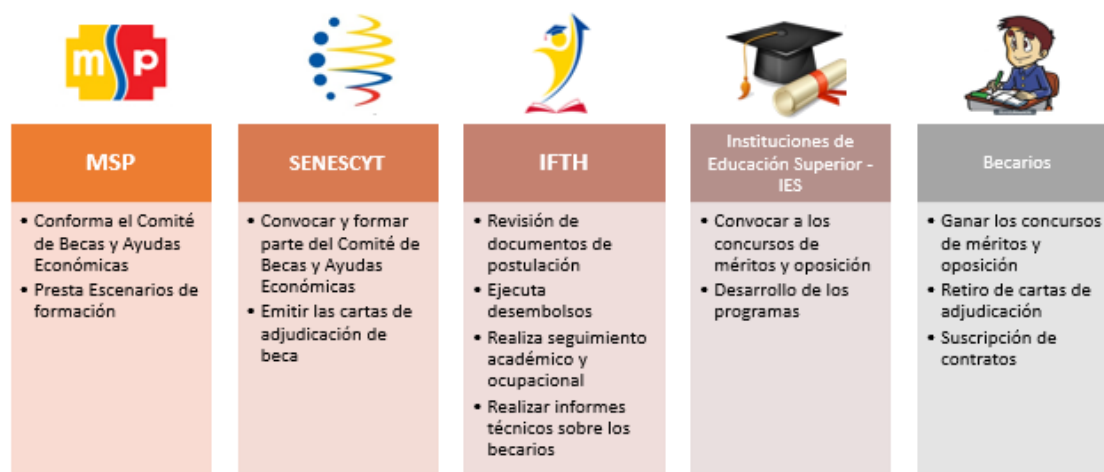 msp
MSP
• Conforma el Comité
de Becas y Ayudas
Económicas
• Presta Escenarios de
formación
SENESCYT
• Convocar y formar
parte del Comité de
Becas y Ayudas
Económicas
• Emitir las cartas de
adjudicación de
beca
IFTH
• Revisión de
documentos de
postulación
• Ejecuta
desembolsos
• Realiza seguimiento
académico y
ocupacional
• Realizar informes
técnicos sobre los
becarios
Instituciones de
Educación Superior -
IES
• Convocar a los
concursos de
méritos y oposición
• Desarrollo de los
programas
Becarios
• Ganar los concursos
de méritos y
oposición
• Retiro de cartas de
adjudicación
• Suscripción de
contratos